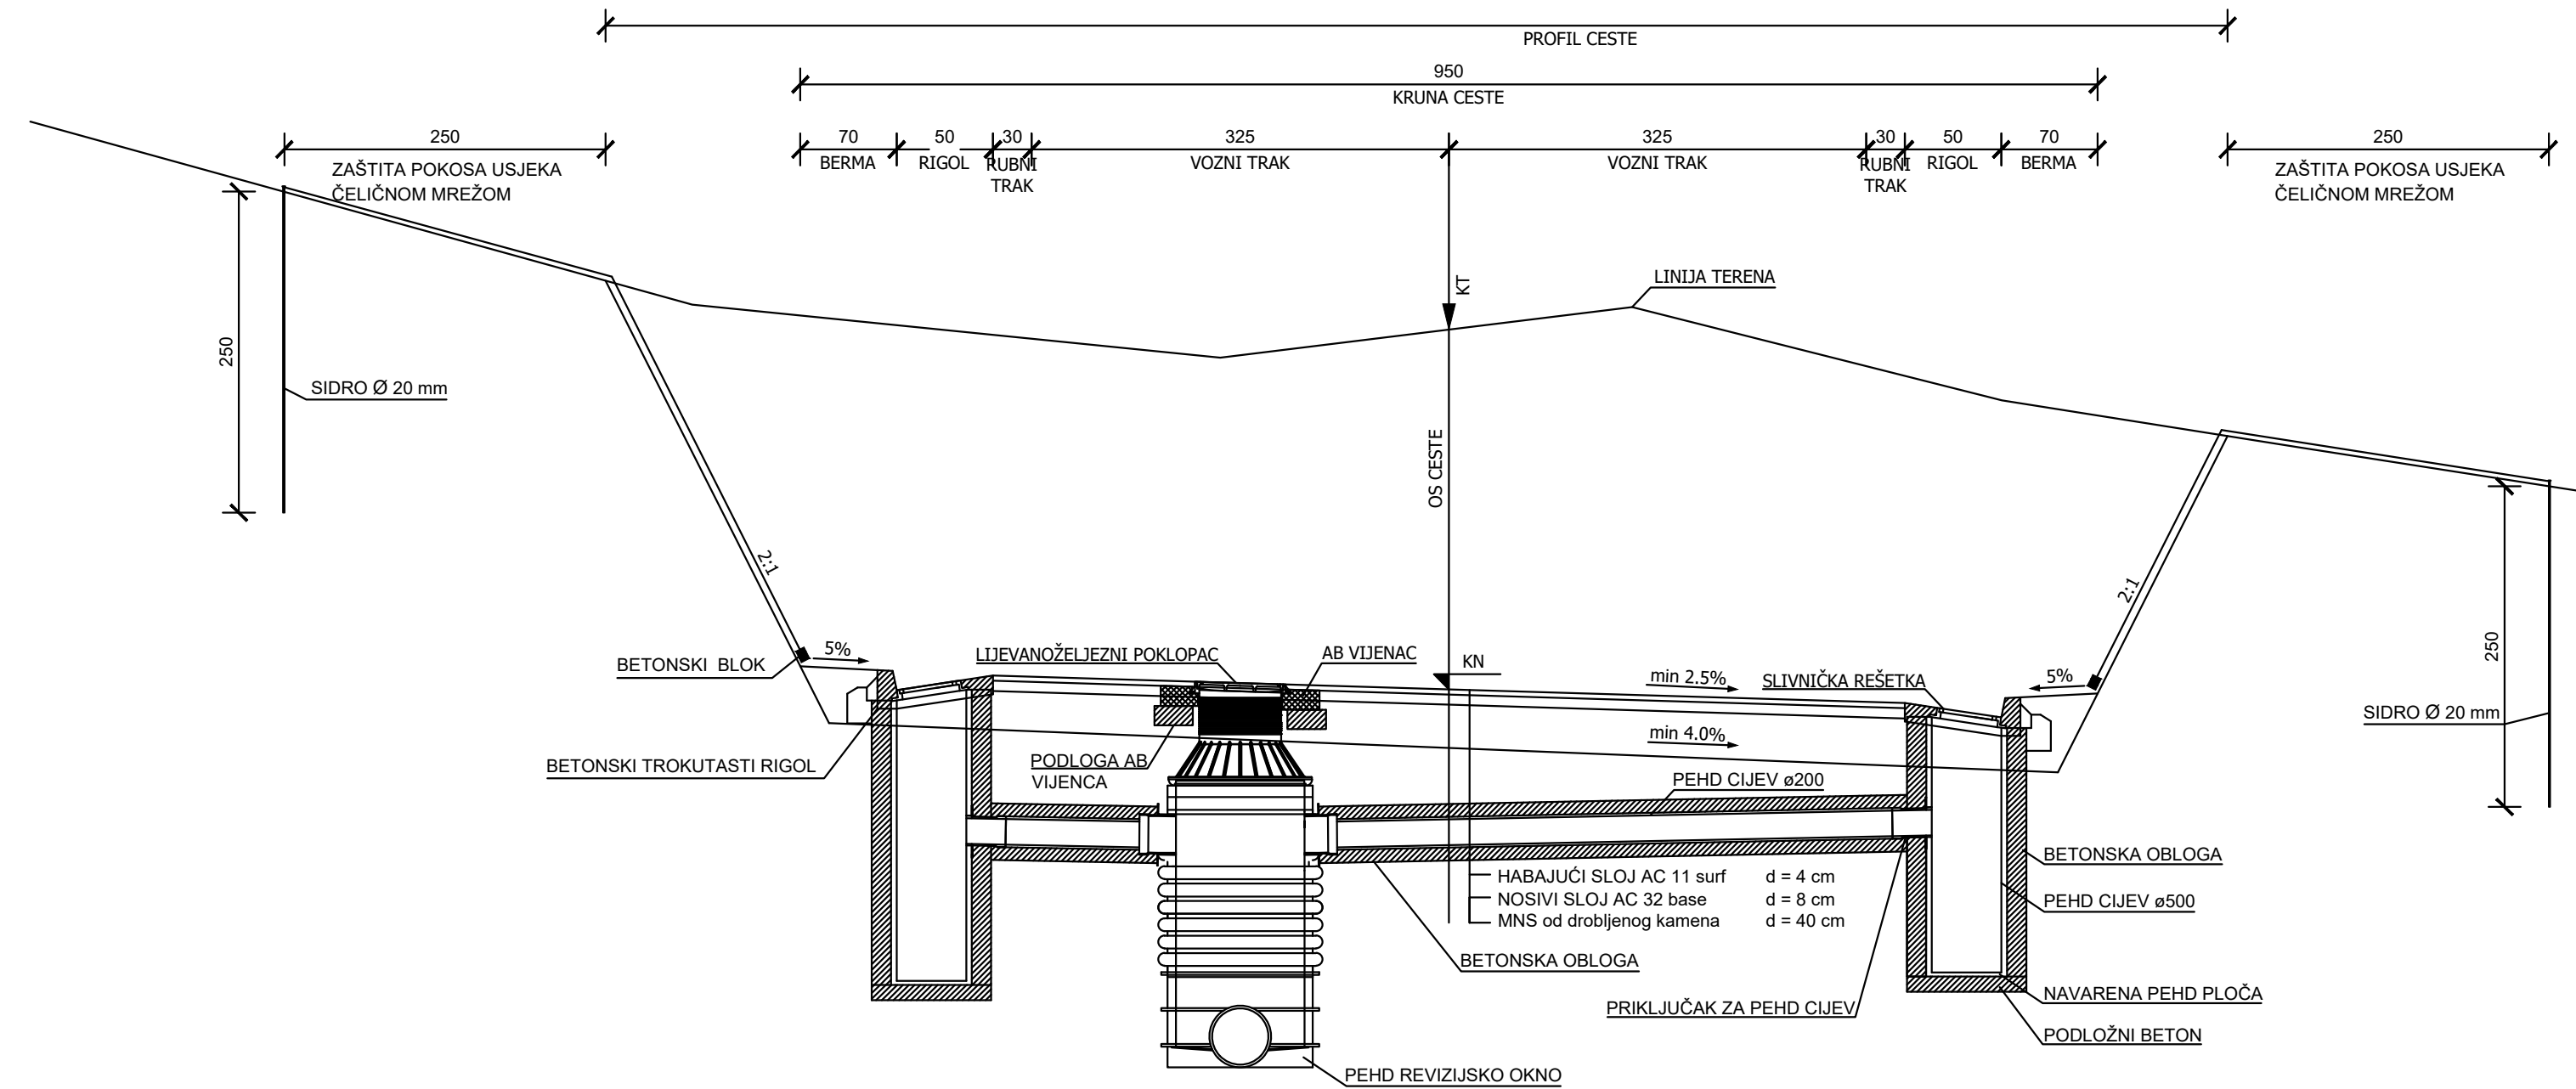 PROFIL CESTE
950
KRUNA CESTE
250
70
50
30
325
325
30
50
70
250
BERMA
RIGOL
RUBNI
TRAK
VOZNI TRAK
VOZNI TRAK
RUBNI
TRAK
RIGOL
BERMA
ZAŠTITA POKOSA USJEKA
ČELIČNOM MREŽOM
ZAŠTITA POKOSA USJEKA
ČELIČNOM MREŽOM
KT
LINIJA TERENA
250
SIDRO Ø 20 mm
OS CESTE
2:1
2:1
BETONSKI BLOK
5%
LIJEVANOŽELJEZNI POKLOPAC
AB VIJENAC
KN
min 2.5%
SLIVNIČKA REŠETKA
5%
250
SIDRO Ø 20 mm
min 4.0%
BETONSKI TROKUTASTI RIGOL
PODLOGA AB
VIJENCA
PEHD CIJEV ø200
BETONSKA OBLOGA
HABAJUĆI SLOJ AC 11 surf d = 4 cm
NOSIVI SLOJ AC 32 base d = 8 cm
MNS od drobljenog kamena d = 40 cm
PEHD CIJEV ø500
BETONSKA OBLOGA
NAVARENA PEHD PLOČA
PRIKLJUČAK ZA PEHD CIJEV
PODLOŽNI BETON
PEHD REVIZIJSKO OKNO